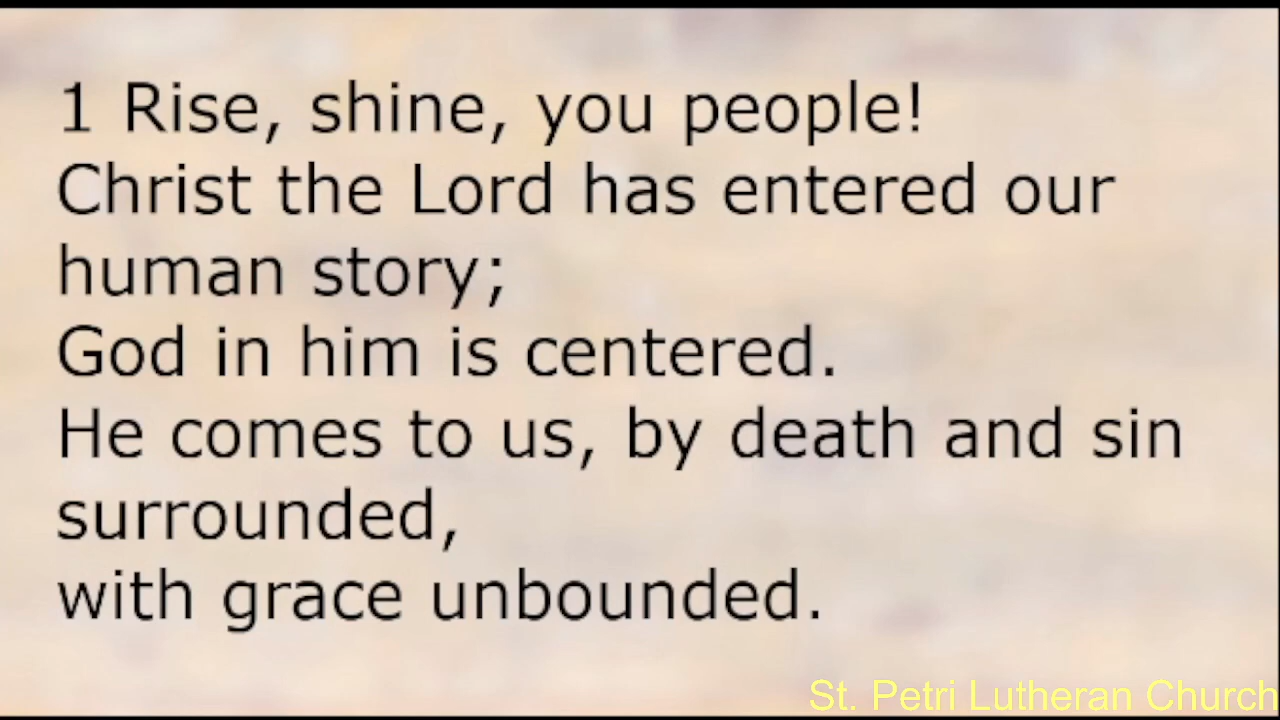 1 Rise, shine, you people!
Christ the Lord has entered our
human story;
God in him is centered.
He comes to us, by death and sin
surrounded,
with grace unbounded.
St. Petri Lutheran Church